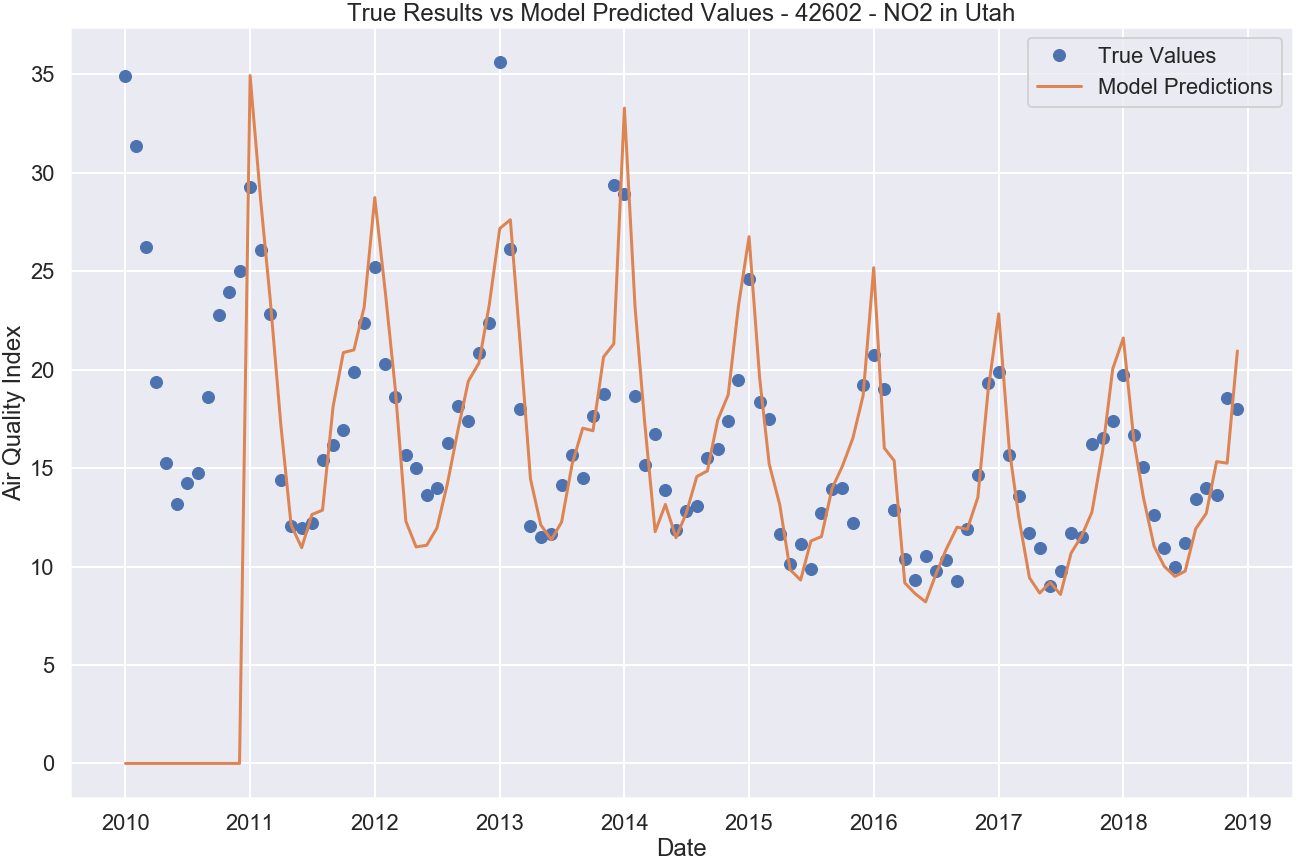 True Results vs Model Predicted Values - 42602 - NO2 in Utah
True Values
Model Predictions
Air Quality Index
35
30
25
20
15
10
5
0
2010 2011 2012 2013 2014 2015 2016 2017 2018 2019
Date